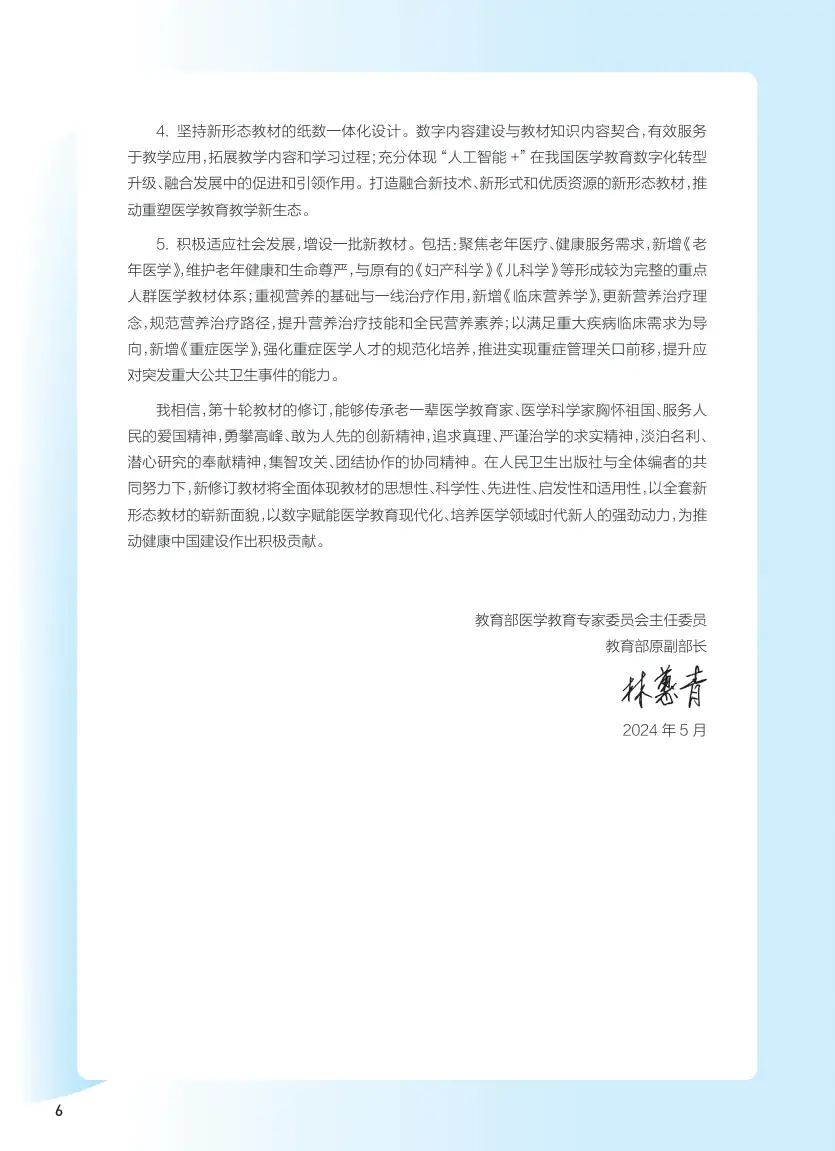 4. 坚持新形态教材的纸数一体化设计。数字内容建设与教材知识内容契合，有效服务
于教学应用，拓展教学内容和学习过程；充分体现“人工智能 +”在我国医学教育数字化转型
升级、融合发展中的促进和引领作用。打造融合新技术、新形式和优质资源的新形态教材，推
动重塑医学教育教学新生态。
5. 积极适应社会发展，增设一批新教材。包括：聚焦老年医疗、健康服务需求，新增《老
年医学》，维护老年健康和生命尊严，与原有的《妇产科学》《儿科学》等形成较为完整的重点
人群医学教材体系；重视营养的基础与一线治疗作用，新增《临床营养学》，更新营养治疗理
念，规范营养治疗路径，提升营养治疗技能和全民营养素养；以满足重大疾病临床需求为导
向，新增《重症医学》，强化重症医学人才的规范化培养，推进实现重症管理关口前移，提升应
对突发重大公共卫生事件的能力。
我相信，第十轮教材的修订，能够传承老一辈医学教育家、医学科学家胸怀祖国、服务人
民的爱国精神，勇攀高峰、敢为人先的创新精神，追求真理、严谨治学的求实精神，淡泊名利、
潜心研究的奉献精神，集智攻关、团结协作的协同精神。在人民卫生出版社与全体编者的共
同努力下，新修订教材将全面体现教材的思想性、科学性、先进性、启发性和适用性，以全套新
形态教材的崭新面貌，以数字赋能医学教育现代化、培养医学领域时代新人的强劲动力，为推
动健康中国建设作出积极贡献。
教育部医学教育专家委员会主任委员
教育部原副部长
林蕙青
2024 年 5 月
6